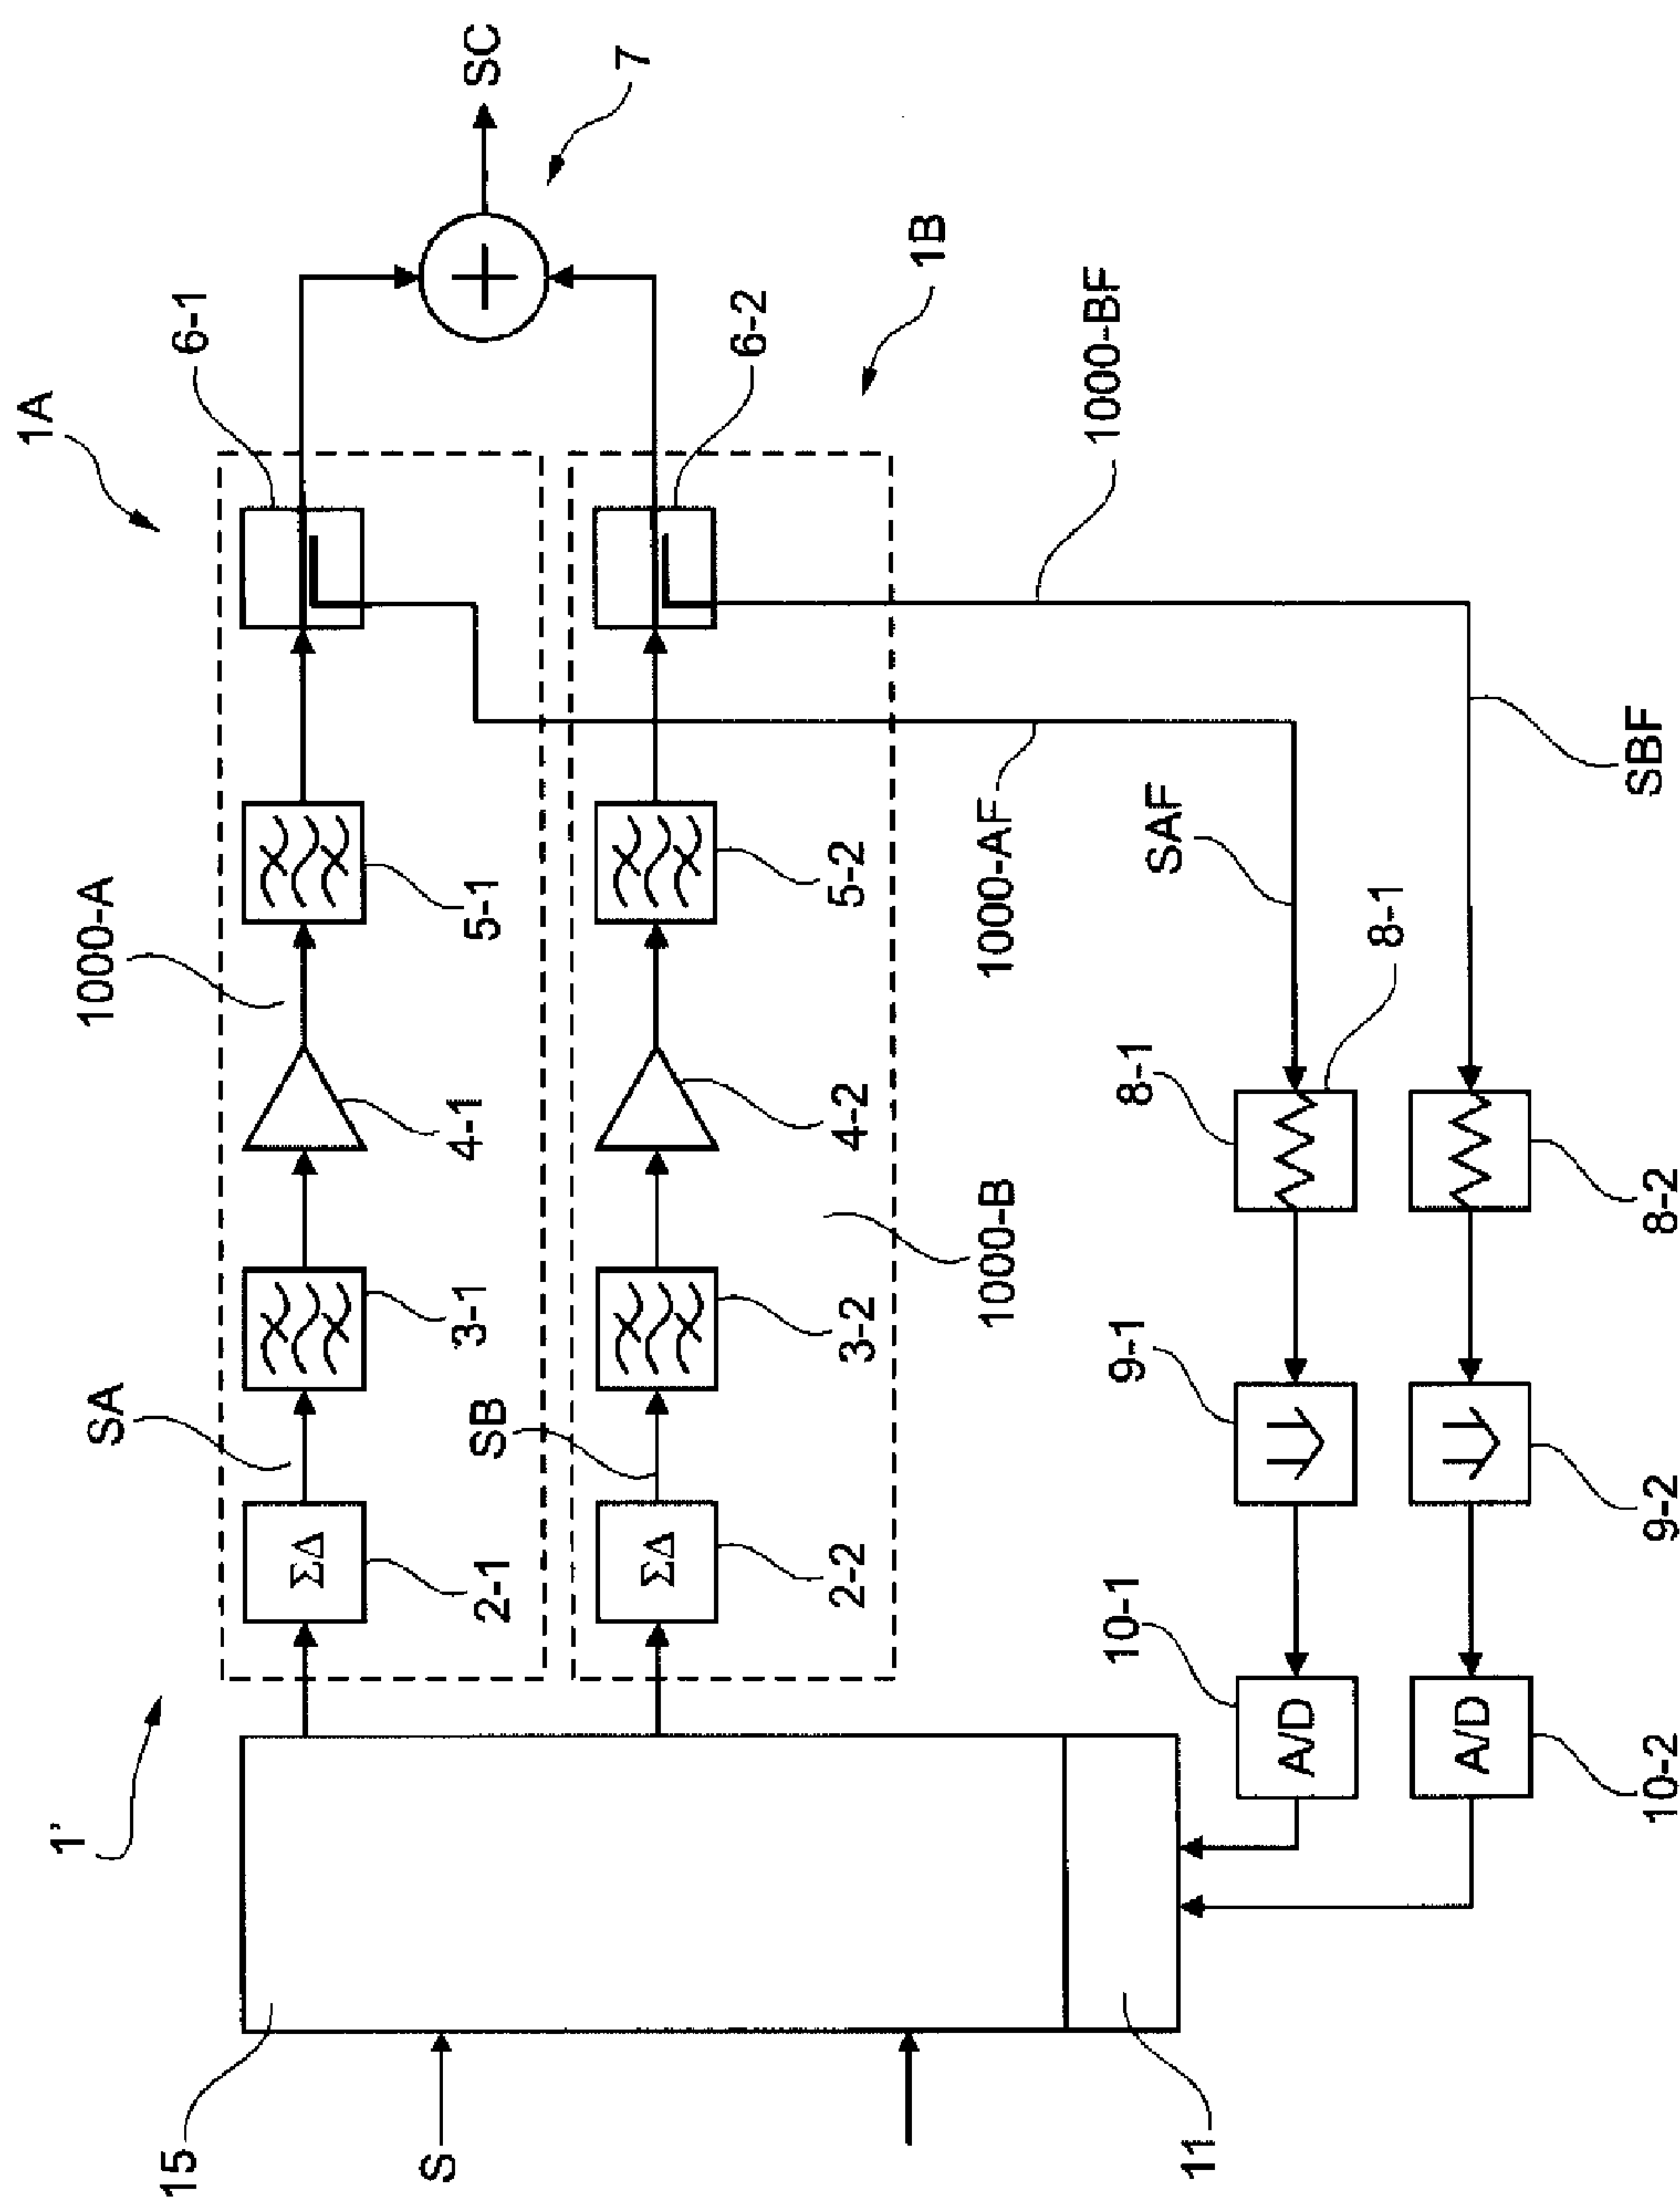 1'
1A
SA
1000-A
6-1
SC
7
ΣΔ
2-1
3-1
4-1
5-1
SB
ΣΔ
2-2
3-2
4-2
5-2
6-2
1B
1000-B
1000-AF
1000-BF
15
S
11
10-1
9-1
8-1
8-1
SAF
A/D
A/D
10-2
9-2
8-2
SBF